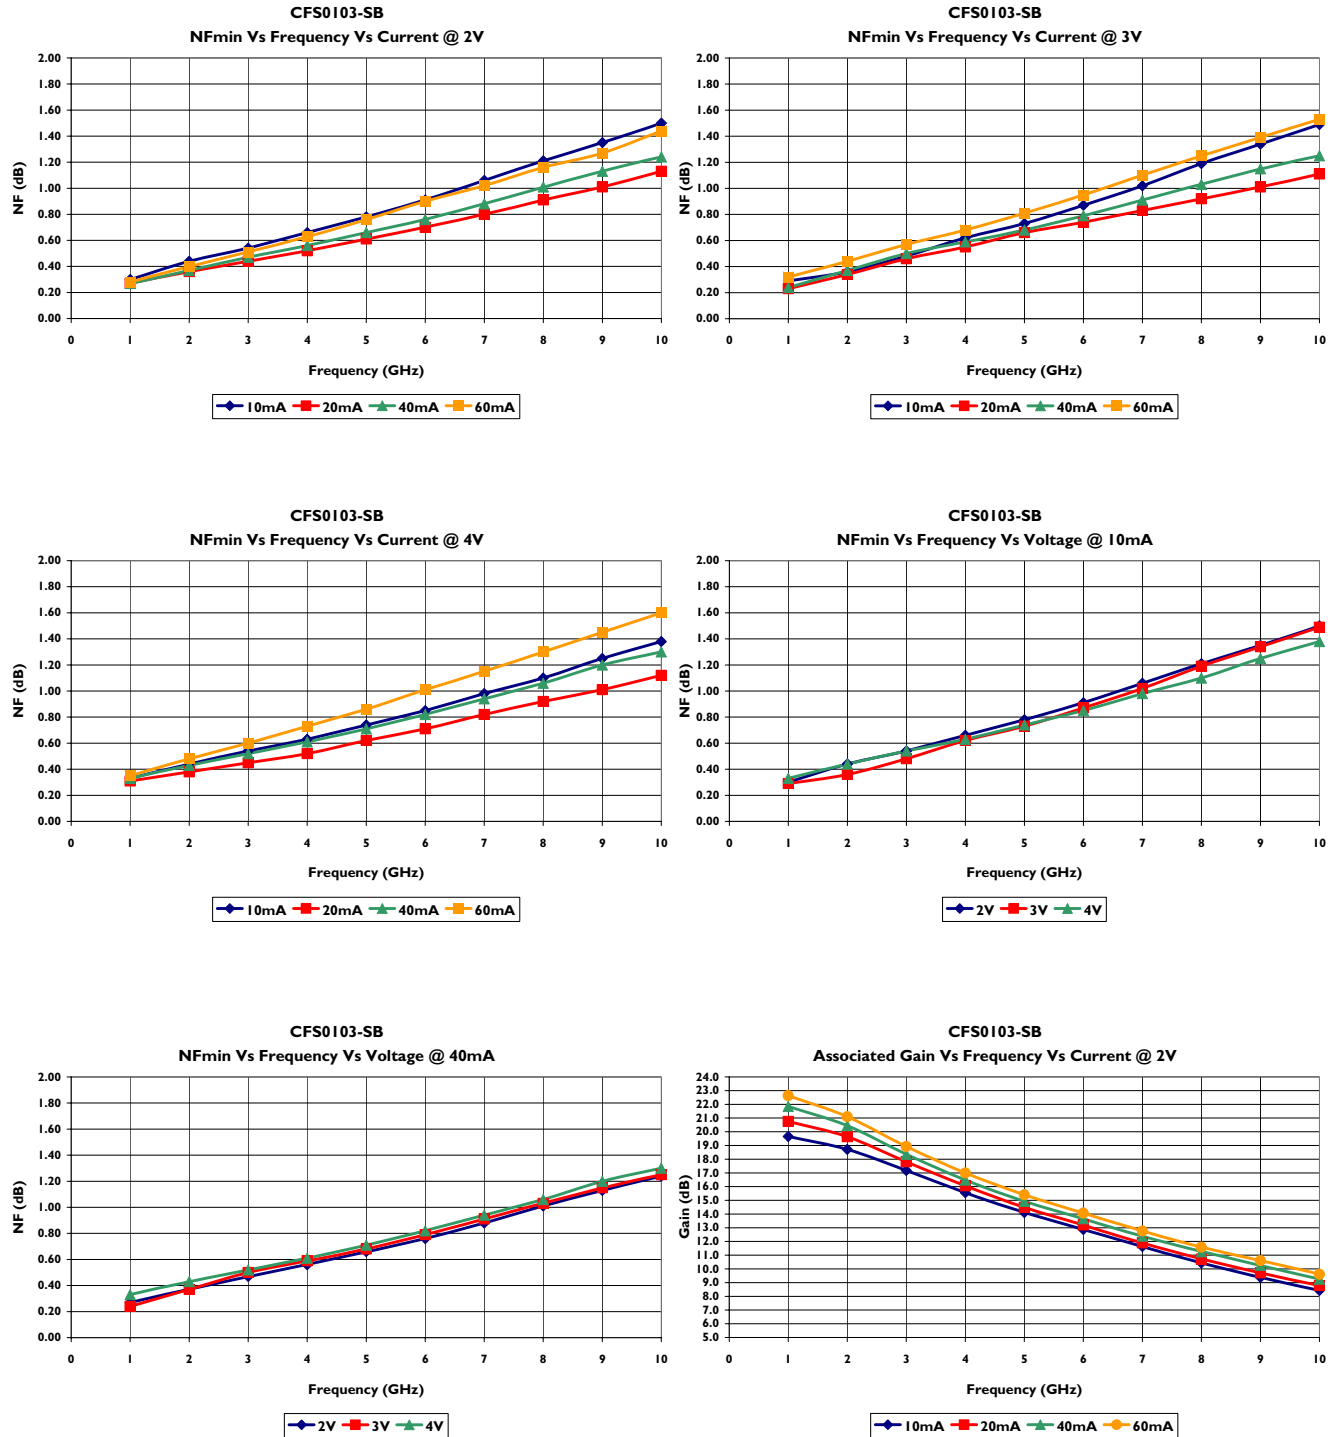 CFS0103-SB
NFmin Vs Frequency Vs Current @ 2V
2.00
1.80
1.60
1.40
1.20
1.00
0.80
0.60
0.40
0.20
0.00
NF (dB)
0 1 2 3 4 5 6 7 8 9 10
Frequency (GHz)
10mA 20mA 40mA 60mA
CFS0103-SB
NFmin Vs Frequency Vs Current @ 3V
2.00
1.80
1.60
1.40
1.20
1.00
0.80
0.60
0.40
0.20
0.00
NF (dB)
0 1 2 3 4 5 6 7 8 9 10
Frequency (GHz)
10mA 20mA 40mA 60mA
CFS0103-SB
NFmin Vs Frequency Vs Current @ 4V
2.00
1.80
1.60
1.40
1.20
1.00
0.80
0.60
0.40
0.20
0.00
NF (dB)
0 1 2 3 4 5 6 7 8 9 10
Frequency (GHz)
10mA 20mA 40mA 60mA
CFS0103-SB
NFmin Vs Frequency Vs Voltage @ 10mA
2.00
1.80
1.60
1.40
1.20
1.00
0.80
0.60
0.40
0.20
0.00
NF (dB)
0 1 2 3 4 5 6 7 8 9 10
Frequency (GHz)
2V 3V 4V
CFS0103-SB
NFmin Vs Frequency Vs Voltage @ 40mA
2.00
1.80
1.60
1.40
1.20
1.00
0.80
0.60
0.40
0.20
0.00
NF (dB)
0 1 2 3 4 5 6 7 8 9 10
Frequency (GHz)
2V 3V 4V
CFS0103-SB
Associated Gain Vs Frequency Vs Current @ 2V
24.0
23.0
22.0
21.0
20.0
19.0
18.0
17.0
16.0
15.0
14.0
13.0
12.0
11.0
10.0
9.0
8.0
7.0
6.0
5.0
Gain (dB)
0 1 2 3 4 5 6 7 8 9 10
Frequency (GHz)
10mA 20mA 40mA 60mA